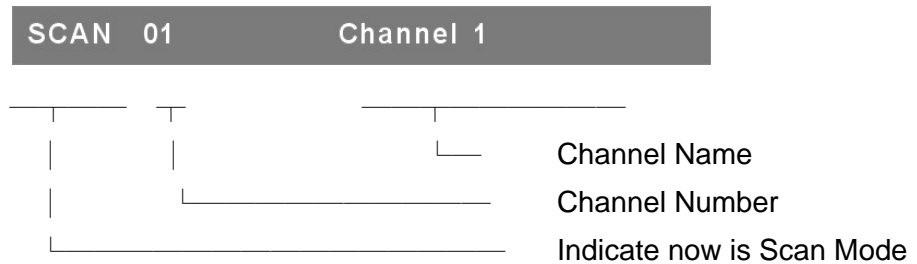 SCAN 01 Channel 1
Channel Name
Channel Number
Indicate now is Scan Mode